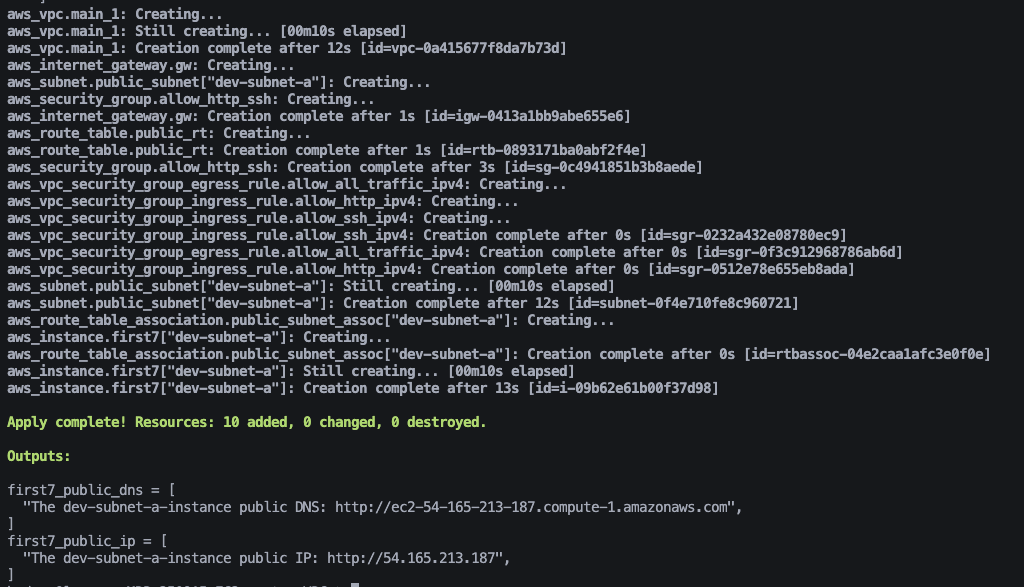 aws_vpc.main_1: Creating...
aws_vpc.main_1: Still creating... [00m10s elapsed]
aws_vpc.main_1: Creation complete after 12s [id=vpc-0a415677f8da7b73d]
aws_internet_gateway.gw: Creating...
aws_subnet.public_subnet["dev-subnet-a"]: Creating...
aws_security_group.allow_http_ssh: Creating...
aws_internet_gateway.gw: Creation complete after 1s [id=igw-0413a1bb9abe655e6]
aws_route_table.public_rt: Creating...
aws_route_table.public_rt: Creation complete after 1s [id=rtb-0893171ba0abf2f4e]
aws_security_group.allow_http_ssh: Creation complete after 3s [id=sg-0c4941851b3b8aede]
aws_vpc_security_group_egress_rule.allow_all_traffic_ipv4: Creating...
aws_vpc_security_group_ingress_rule.allow_http_ipv4: Creating...
aws_vpc_security_group_ingress_rule.allow_ssh_ipv4: Creating...
aws_vpc_security_group_ingress_rule.allow_ssh_ipv4: Creation complete after 0s [id=sgr-0232a432e08780ec9]
aws_vpc_security_group_egress_rule.allow_all_traffic_ipv4: Creation complete after 0s [id=sgr-0f3c912968786ab6d]
aws_vpc_security_group_ingress_rule.allow_http_ipv4: Creation complete after 0s [id=sgr-0512e78e655eb8ada]
aws_subnet.public_subnet["dev-subnet-a"]: Still creating... [00m10s elapsed]
aws_subnet.public_subnet["dev-subnet-a"]: Creation complete after 12s [id=subnet-0f4e710fe8c960721]
aws_route_table_association.public_subnet_assoc["dev-subnet-a"]: Creating...
aws_instance.first7["dev-subnet-a"]: Creating...
aws_route_table_association.public_subnet_assoc["dev-subnet-a"]: Creation complete after 0s [id=rtbassoc-04e2caa1afc3e0f0e]
aws_instance.first7["dev-subnet-a"]: Still creating... [00m10s elapsed]
aws_instance.first7["dev-subnet-a"]: Creation complete after 13s [id=i-09b62e61b00f37d98]
Apply complete! Resources: 10 added, 0 changed, 0 destroyed.
Outputs:
first7_public_dns = [
"The dev-subnet-a-instance public DNS: http://ec2-54-165-213-187.compute-1.amazonaws.com",
]
first7_public_ip = [
"The dev-subnet-a-instance public IP: http://54.165.213.187",
]